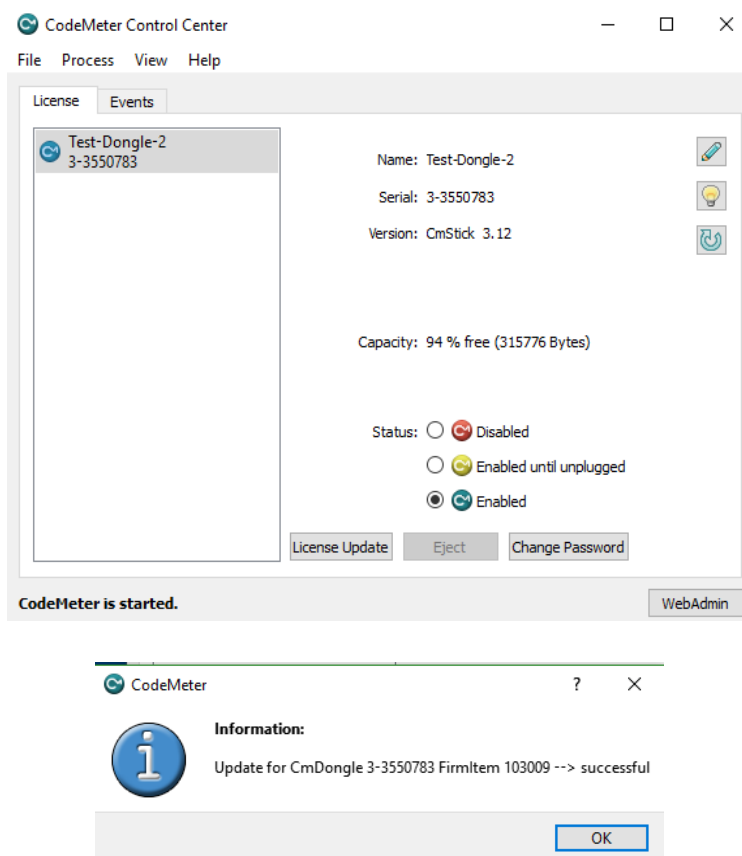 CodeMeter Control Center
File Process View Help
License Events
Test-Dongle-2
3-3550783
Name: Test-Dongle-2
Serial: 3-3550783
Version: CmStick 3.12
Capacity: 94 % free (315776 Bytes)
Status: Disabled
Enabled until unplugged
Enabled
License Update Eject Change Password
CodeMeter is started. WebAdmin
CodeMeter ?
Information:
Update for CmDongle 3-3550783 FirmItem 103009 --> successful
OK